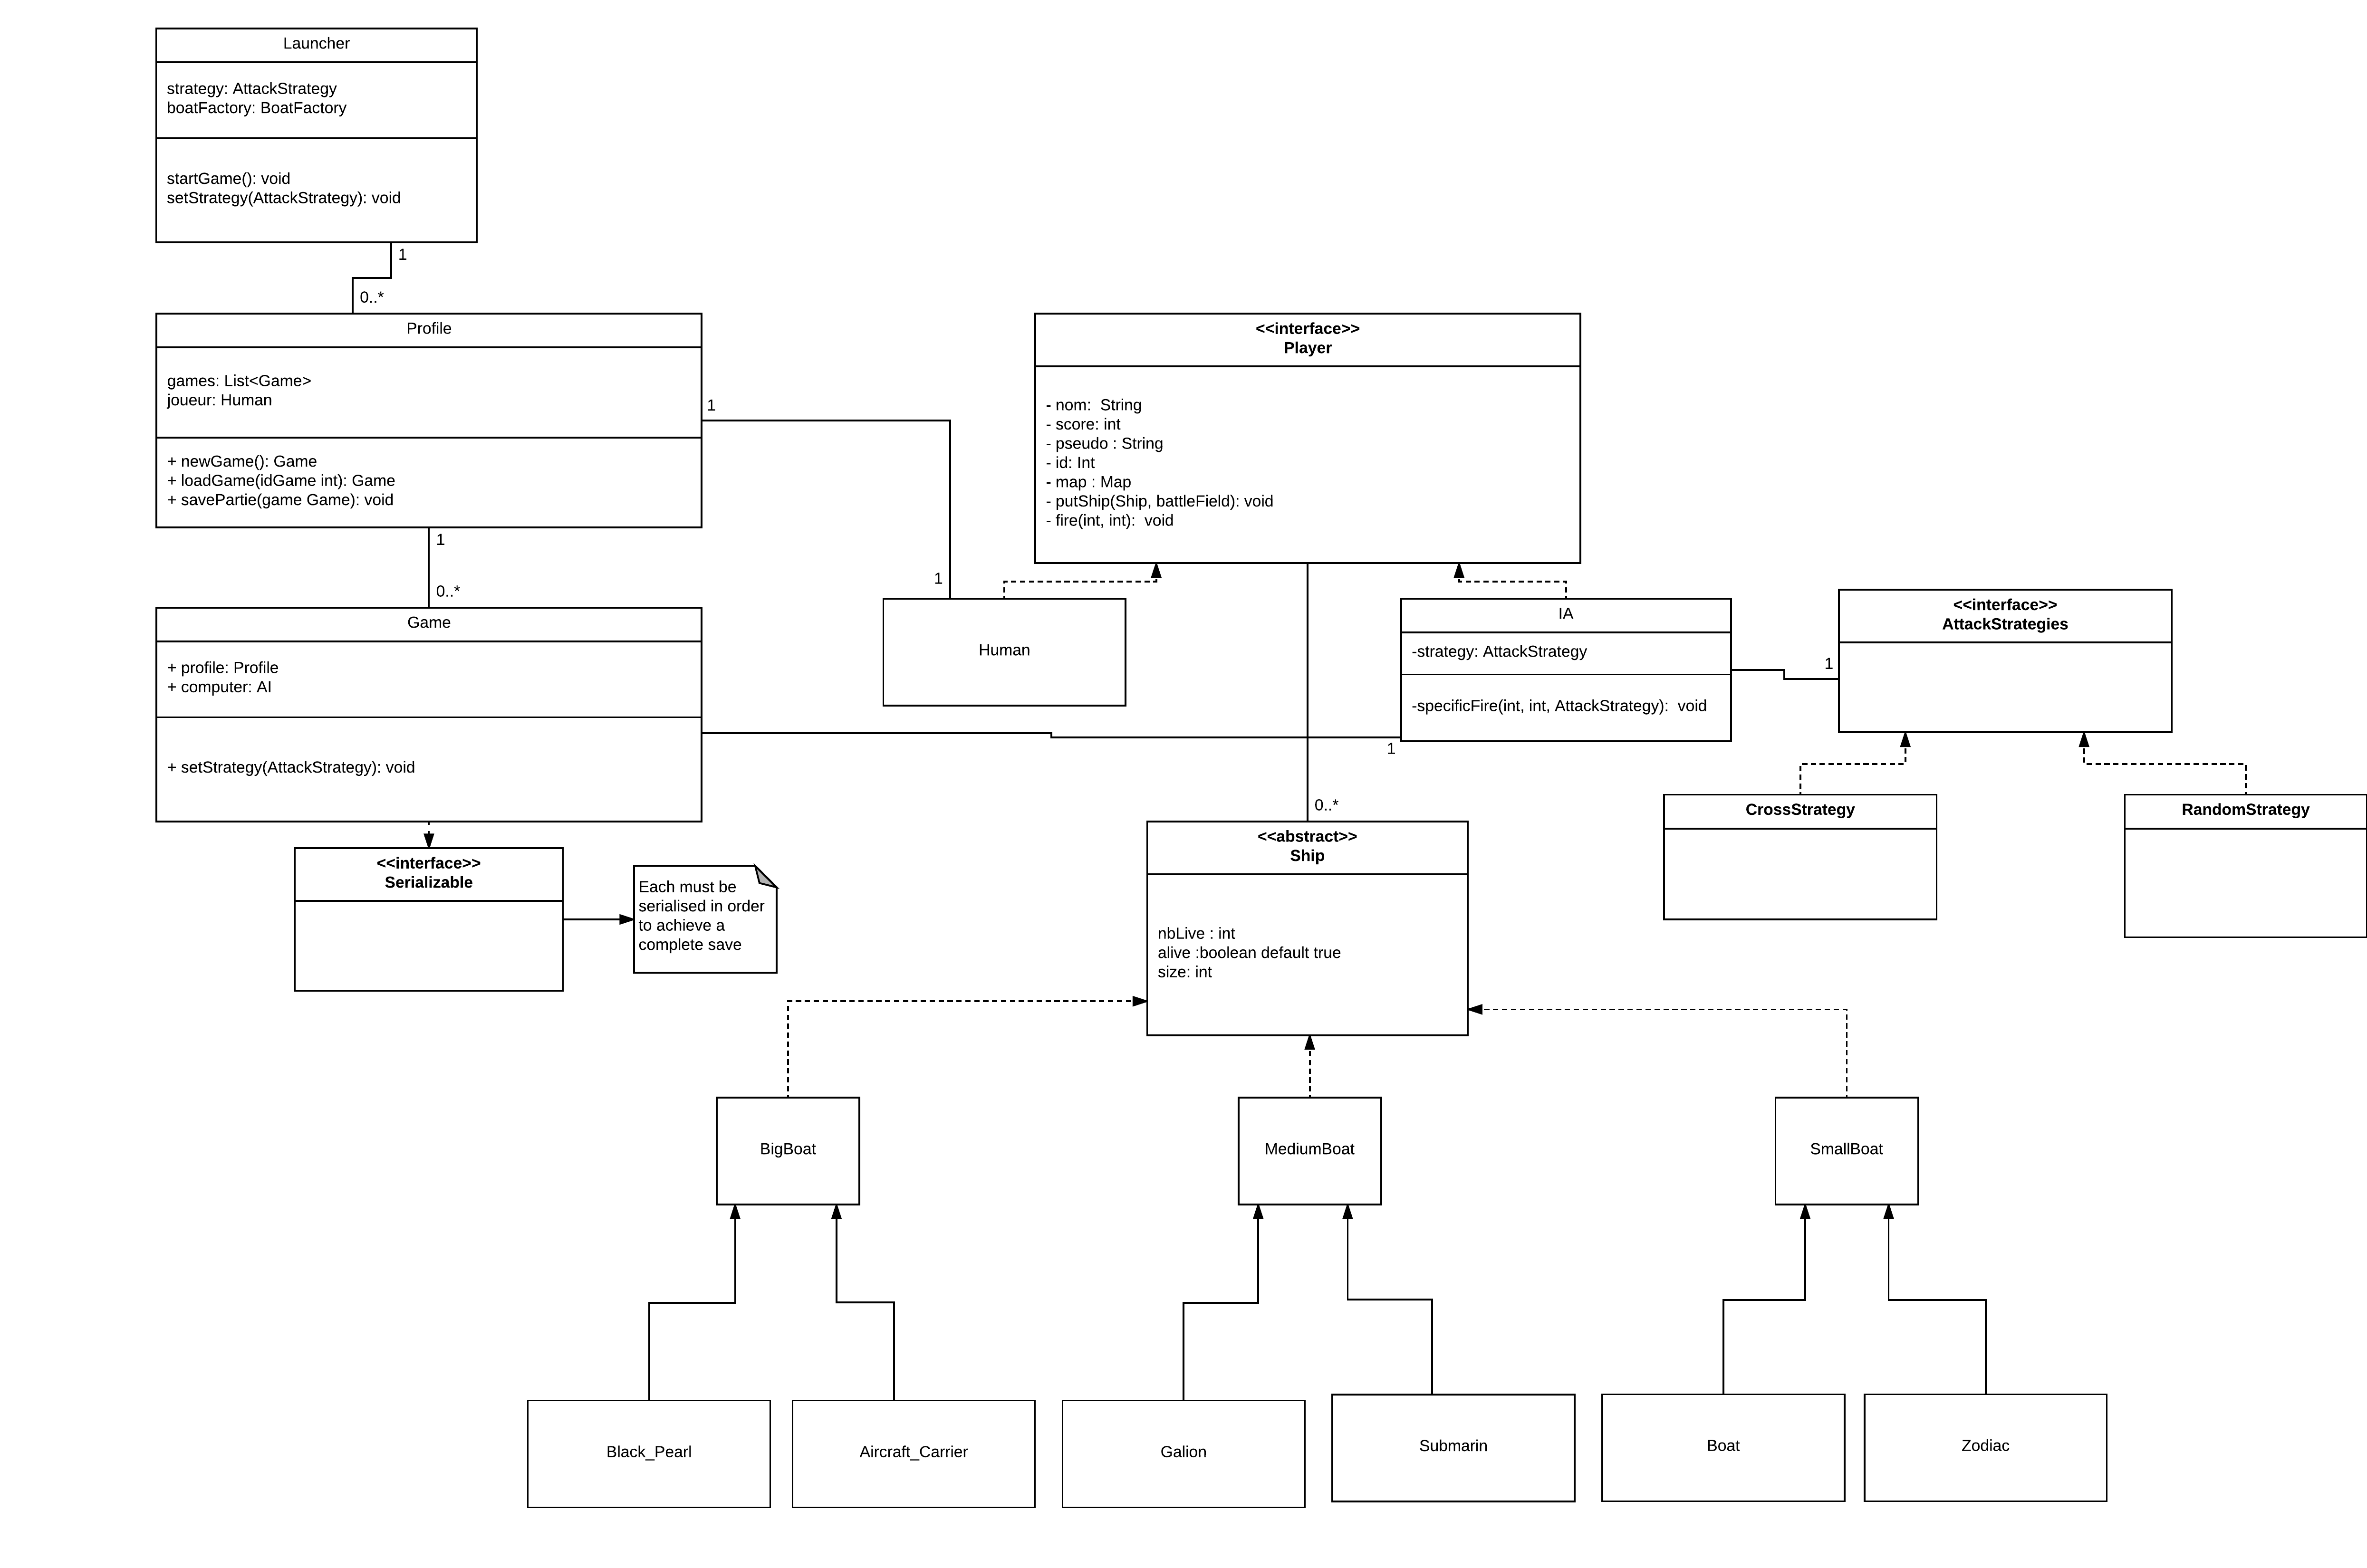 Launcher
strategy: AttackStrategy
boatFactory: BoatFactory
startGame(): void
setStrategy(AttackStrategy): void
1
0..*
Profile
games: List<Game>
joueur: Human
+ newGame(): Game
+ loadGame(idGame int): Game
+ savePartie(game Game): void
1
1
1
0..*
<<interface>>
Player
- nom:  String
- score: int
- pseudo : String
- id: Int
- map : Map
- putShip(Ship, battleField): void
- fire(int, int):  void
Game
+ profile: Profile
+ computer: AI
+ setStrategy(AttackStrategy): void
1
Human
IA
-strategy: AttackStrategy
-specificFire(int, int, AttackStrategy):  void
1
<<interface>>
AttackStrategies
CrossStrategy
RandomStrategy
<<interface>>
Serializable
Each must be
serialised in order
to achieve a
complete save
0..*
<<abstract>>
Ship
nbLive : int
alive :boolean default true
size: int
BigBoat
MediumBoat
SmallBoat
Black_Pearl
Aircraft_Carrier
Galion
Submarin
Boat
Zodiac